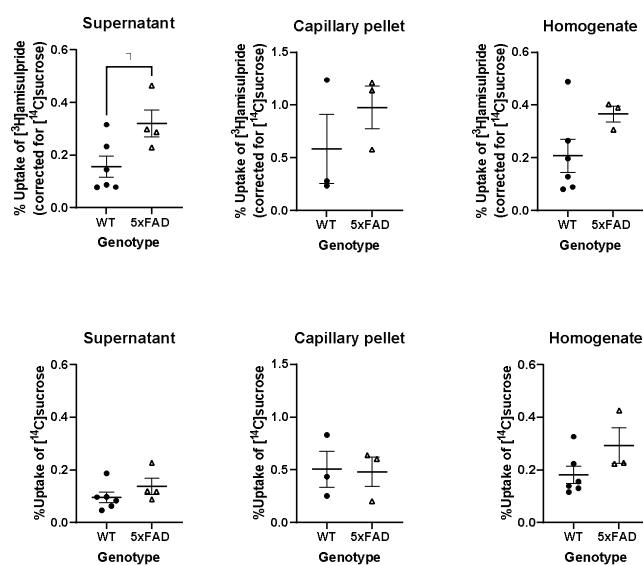 Supernatant
% Uptake of [³H]amisulpride
(corrected for [¹⁴C]sucrose)
0.6
0.4
0.2
0.0
WT
5xFAD
Genotype
Capillary pellet
% Uptake of [³H]amisulpride
(corrected for [¹⁴C]sucrose)
1.5
1.0
0.5
0.0
WT
5xFAD
Genotype
Homogenate
% Uptake of [³H]amisulpride
(corrected for [¹⁴C]sucrose)
0.6
0.4
0.2
0.0
WT
5xFAD
Genotype
Supernatant
%Uptake of [¹⁴C]sucrose
0.6
0.4
0.2
0.0
WT
5xFAD
Genotype
Capillary pellet
%Uptake of [¹⁴C]sucrose
1.5
1.0
0.5
0.0
WT
5xFAD
Genotype
Homogenate
%Uptake of [¹⁴C]sucrose
0.6
0.4
0.2
0.0
WT
5xFAD
Genotype